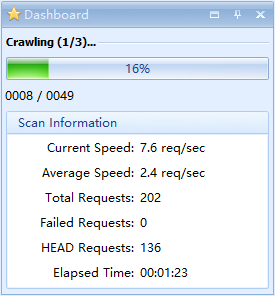 Dashboard
Crawling (1/3)...
16%
0008 / 0049
Scan Information
Current Speed: 7.6 req/sec
Average Speed: 2.4 req/sec
Total Requests: 202
Failed Requests: 0
HEAD Requests: 136
Elapsed Time: 00:01:23